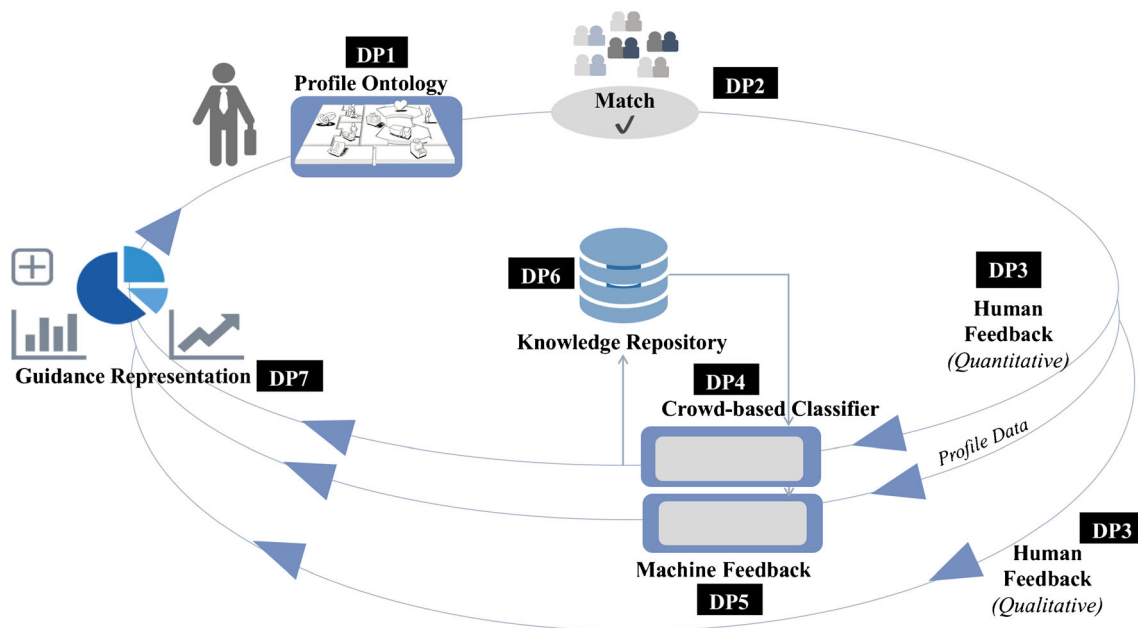 DP1
Profile Ontology
Match
DP2
DP6
Knowledge Repository
DP3
Human
Feedback
(Quantitative)
Guidance Representation
DP7
DP4
Crowd-based Classifier
Profile Data
Machine Feedback
DP5
DP3
Human
Feedback
(Qualitative)